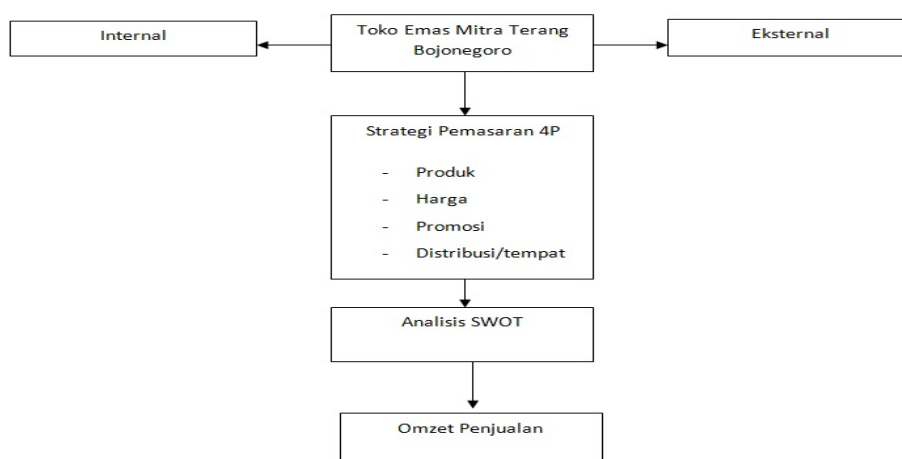 Internal
Toko Emas Mitra Terang
Bojonegoro
Eksternal
Strategi Pemasaran 4P
- Produk
- Harga
- Promosi
- Distribusi/tempat
Analisis SWOT
Omzet Penjualan